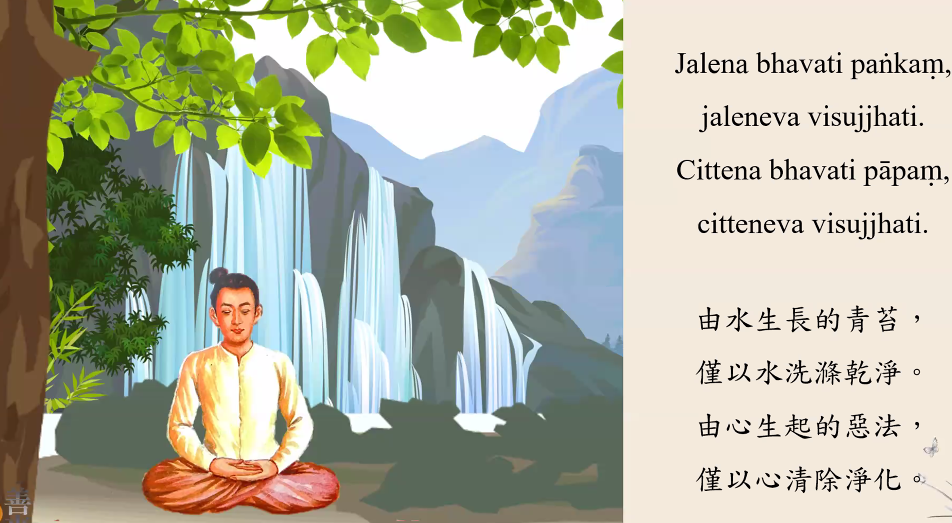 Jalena bhavati paṅkaṃ,
jaleneva visujjhati.
Cittena bhavati pāpaṃ,
citteneva visujjhati.
由水生長的青苔，
僅以水洗滌乾淨。
由心生起的惡法，
僅以心清除淨化。
善